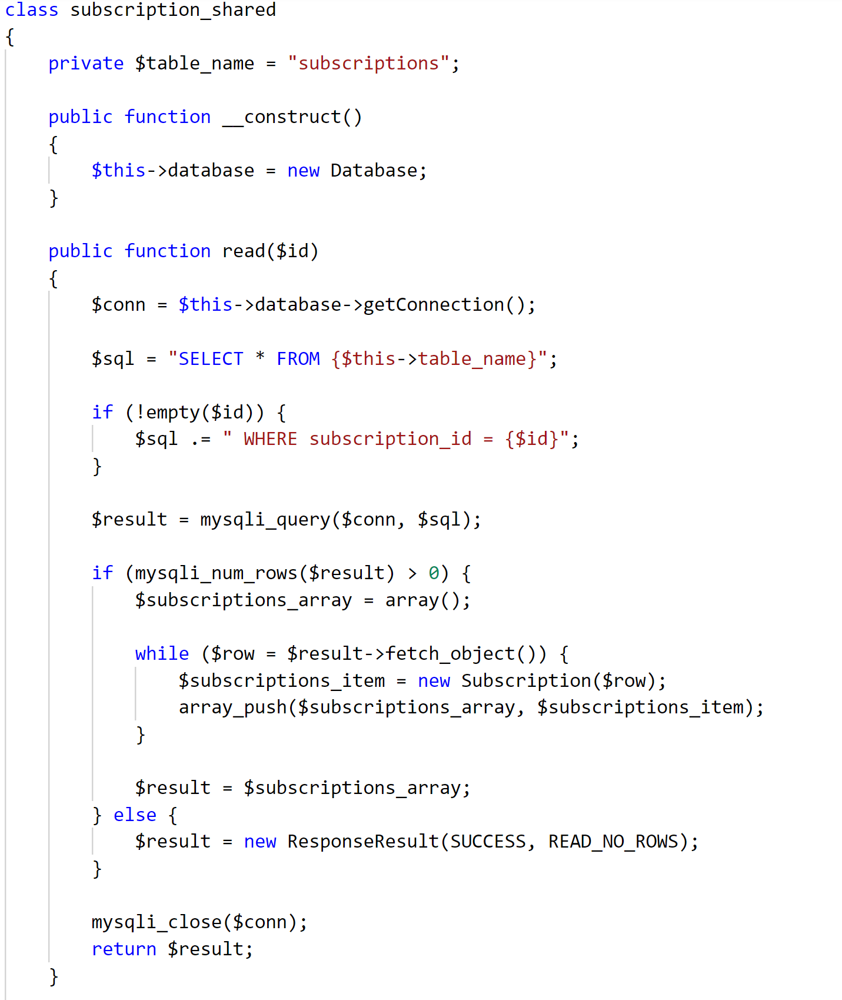 class subscription_shared
{
    private $table_name = "subscriptions";

    public function __construct()
    {
        $this->database = new Database;
    }

    public function read($id)
    {
        $conn = $this->database->getConnection();

        $sql = "SELECT * FROM {$this->table_name}";

        if (!empty($id)) {
            $sql .= " WHERE subscription_id = {$id}";
        }

        $result = mysqli_query($conn, $sql);

        if (mysqli_num_rows($result) > 0) {
            $subscriptions_array = array();

            while ($row = $result->fetch_object()) {
                $subscriptions_item = new Subscription($row);
                array_push($subscriptions_array, $subscriptions_item);
            }

            $result = $subscriptions_array;
        } else {
            $result = new ResponseResult(SUCCESS, READ_NO_ROWS);
        }

        mysqli_close($conn);
        return $result;
    }